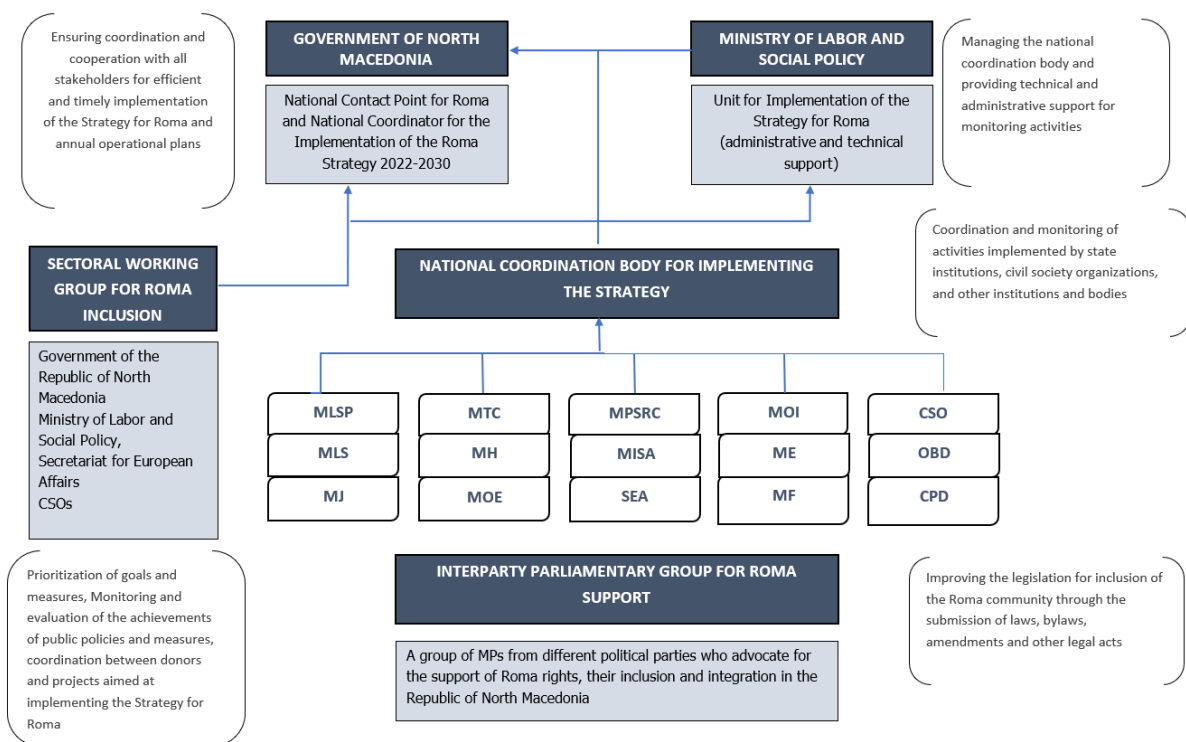 Ensuring coordination and
cooperation with all
stakeholders for efficient
and timely implementation
of the Strategy for Roma and
annual operational plans
GOVERNMENT OF NORTH
MACEDONIA
National Contact Point for Roma
and National Coordinator for the
Implementation of the Roma
Strategy 2022-2030
MINISTRY OF LABOR AND
SOCIAL POLICY
Unit for Implementation of the
Strategy for Roma
(administrative and technical
support)
Managing the national
coordination body and
providing technical and
administrative support for
monitoring activities
SECTORAL WORKING
GROUP FOR ROMA
INCLUSION
Government of the
Republic of North
Macedonia
Ministry of Labor and
Social Policy,
Secretariat for European
Affairs
CSOs
NATIONAL COORDINATION BODY FOR IMPLEMENTING
THE STRATEGY
Coordination and monitoring of
activities implemented by state
institutions, civil society organizations,
and other institutions and bodies
MLSP
MTC
MPSRC
MOI
CSO
MLS
MH
MISA
ME
OBD
MJ
MOE
SEA
MF
CPD
Prioritization of goals and
measures, Monitoring and
evaluation of the achievements
of public policies and measures,
coordination between donors
and projects aimed at
implementing the Strategy for
Roma
INTERPARTY PARLIAMENTARY GROUP FOR ROMA
SUPPORT
A group of MPs from different political parties who advocate for
the support of Roma rights, their inclusion and integration in the
Republic of North Macedonia
Improving the legislation for inclusion of
the Roma community through the
submission of laws, bylaws,
amendments and other legal acts